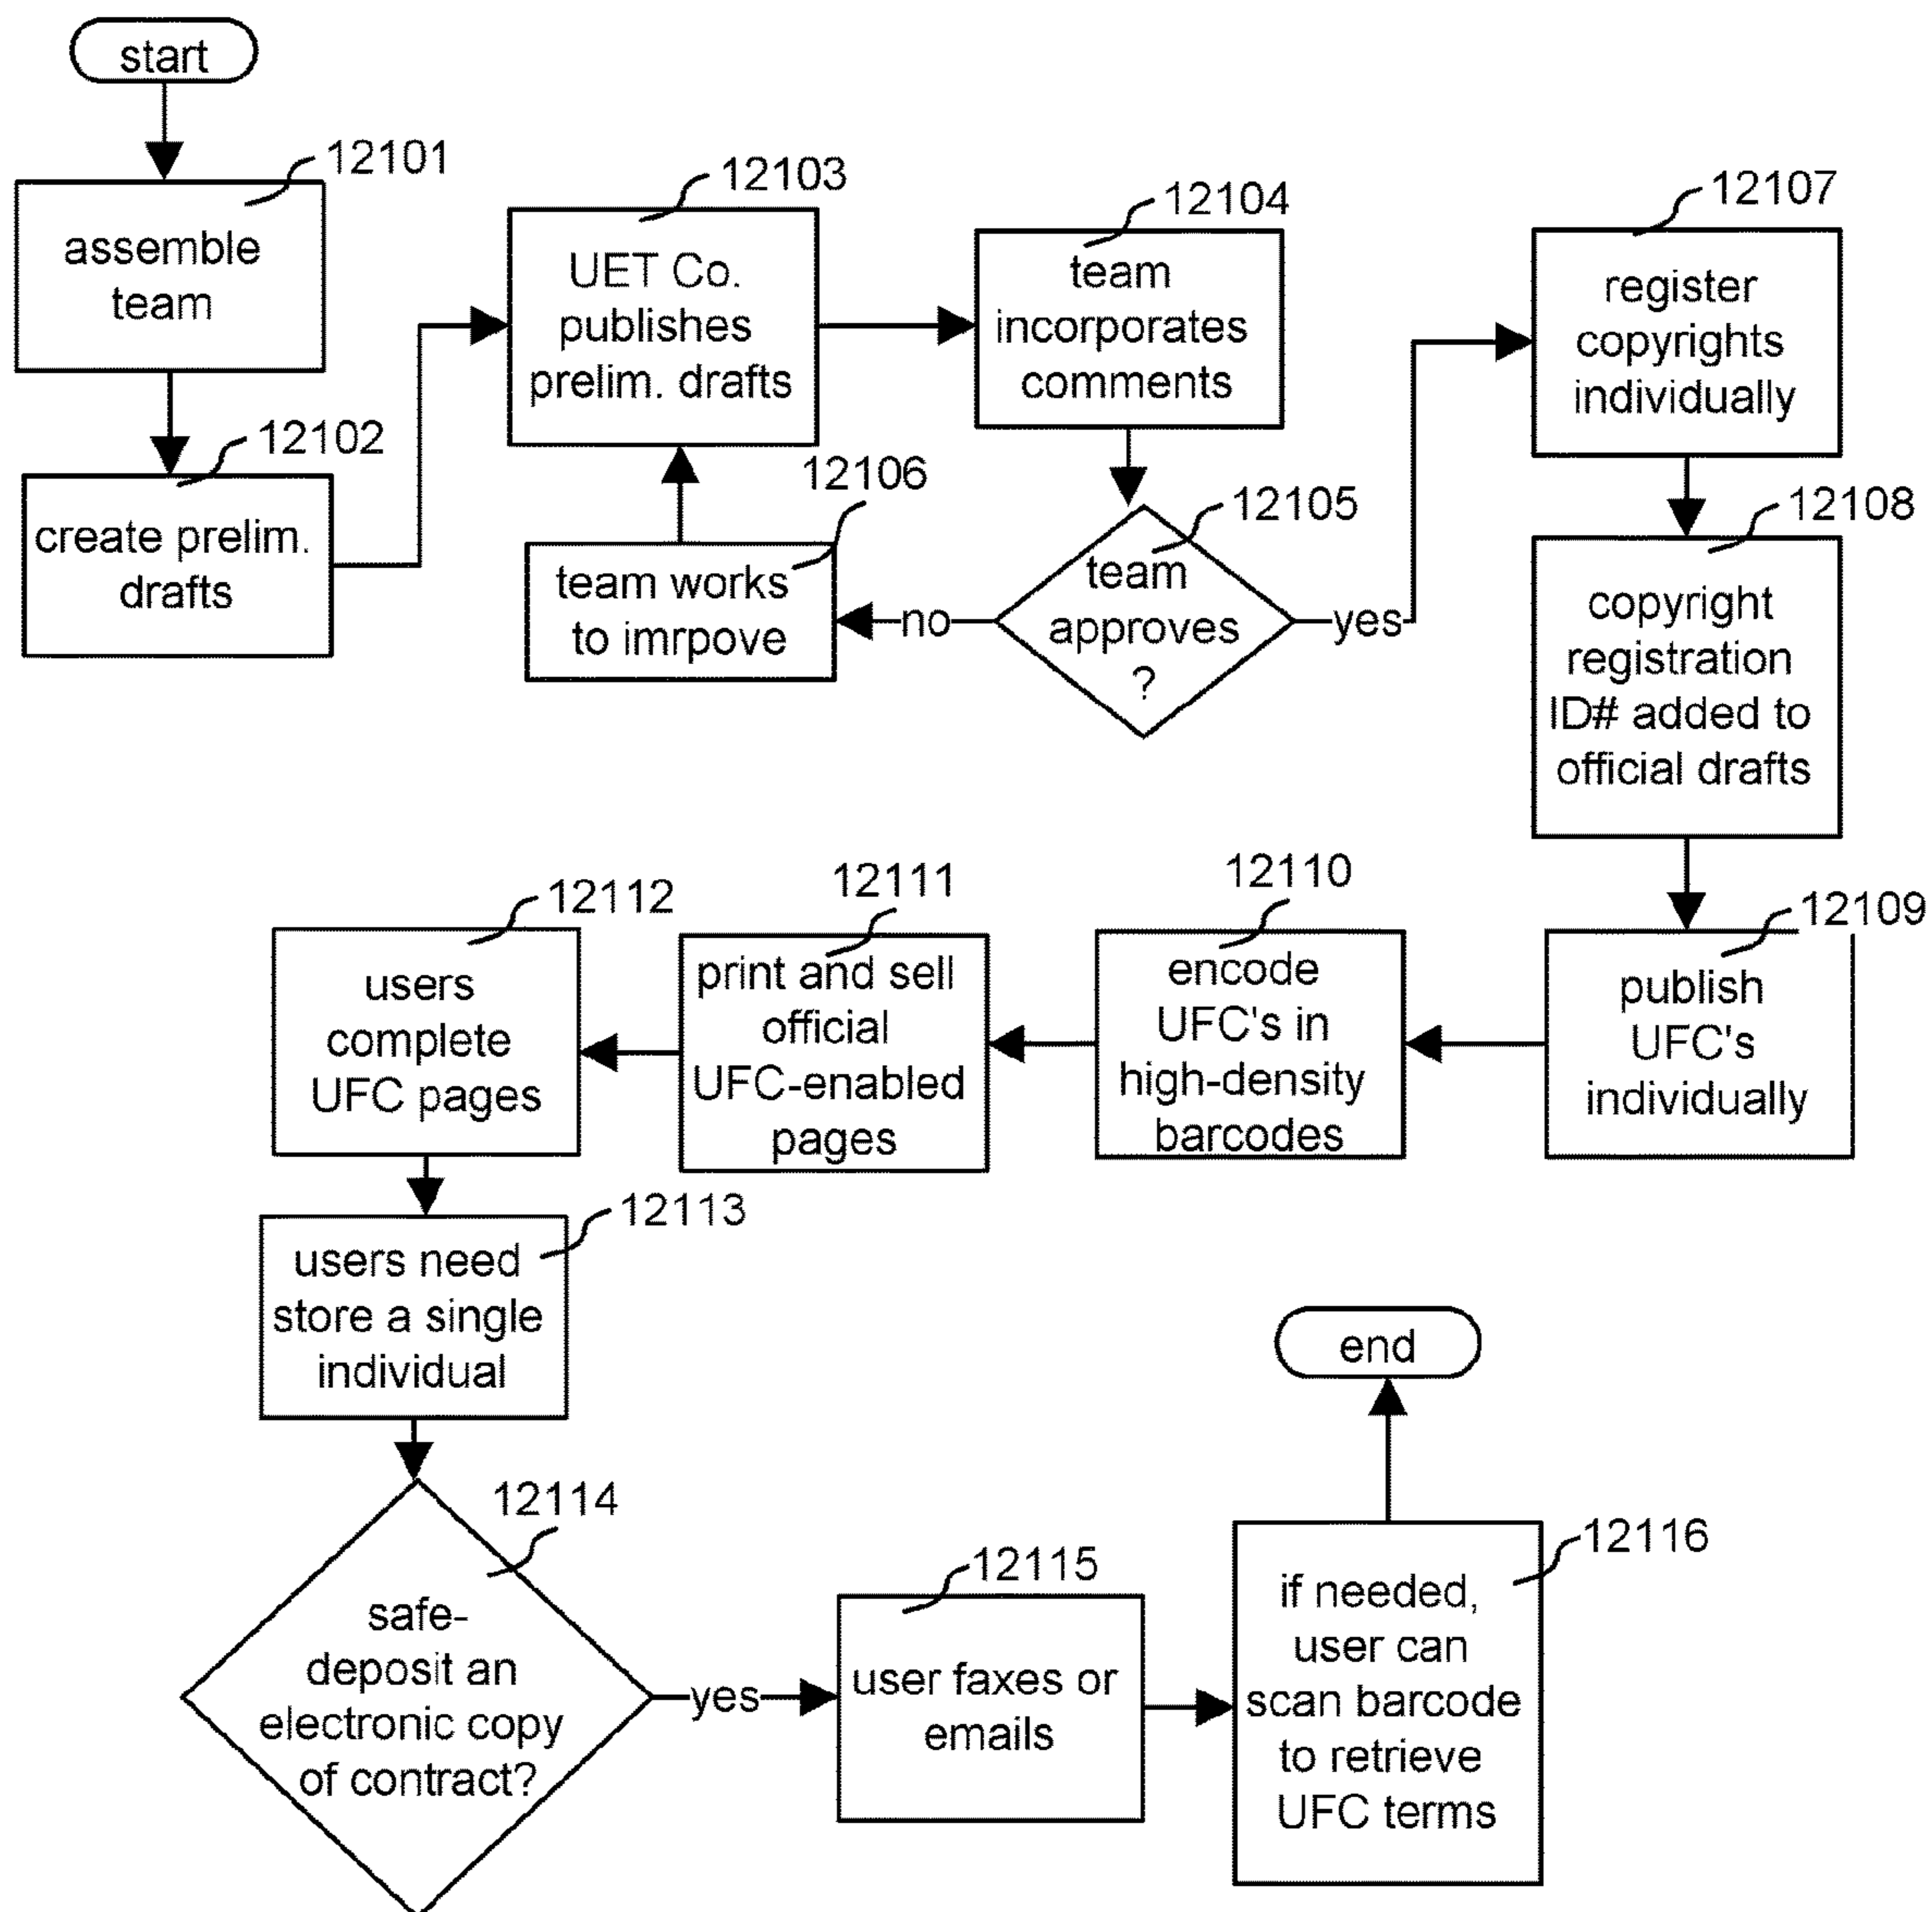 start
12101
assemble
team
12102
create prelim.
drafts
12103
UET Co.
publishes
prelim. drafts
12104
team
incorporates
comments
12105
team
approves
?
no
12106
team works
to imrpove
yes
12107
register
copyrights
individually
12108
copyright
registration
ID# added to
official drafts
12109
publish
UFC's
individually
12110
encode
UFC's in
high-density
barcodes
12111
print and sell
official
UFC-enabled
pages
12112
users
complete
UFC pages
12113
users need
store a single
individual
12114
safe-
deposit an
electronic copy
of contract?
yes
12115
user faxes or
emails
12116
if needed,
user can
scan barcode
to retrieve
UFC terms
end